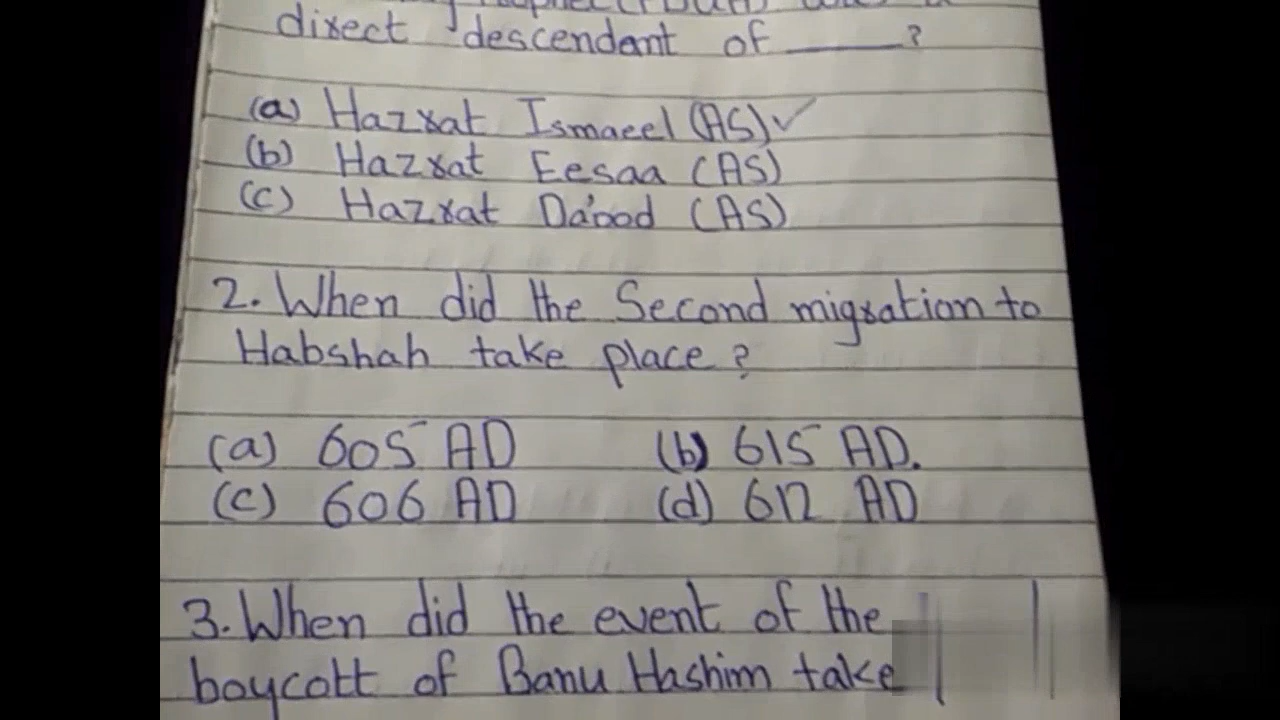 direct descendent of ____?
(a) Hazrat Ismaeel (AS) ✓
(b) Hazrat Eesaa (AS)
(c) Hazrat Da'ood (AS)
2. When did the Second migration to
Habshah take place?
(a) 605 AD (b) 615 AD.
(c) 606 AD (d) 612 AD
3. When did the event of the
boycott of Banu Hashim take